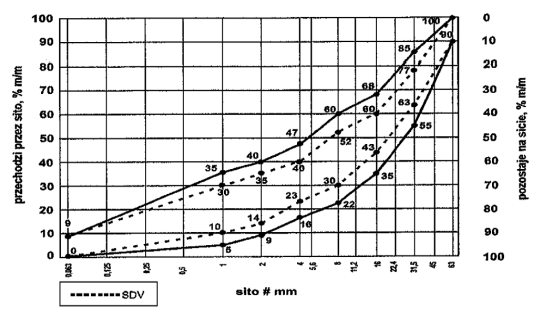 100 100 0
90 90 10
85
80 20
77
70 68 30
60 60 60 63 40
52 55
50 47 50
43
40 40 40 60
35 35 35
30 30 30 70
23 22
20 16 80
14
10 9 10 9 90
5
0 0 100
przechodzi przez sito, % m/m
pozostaje na sicie, % m/m
0,063 0,125 0,25 0,5 1 2 4 5,6 8 11,2 16 22,4 31,5 45 63
sito # mm
SDV